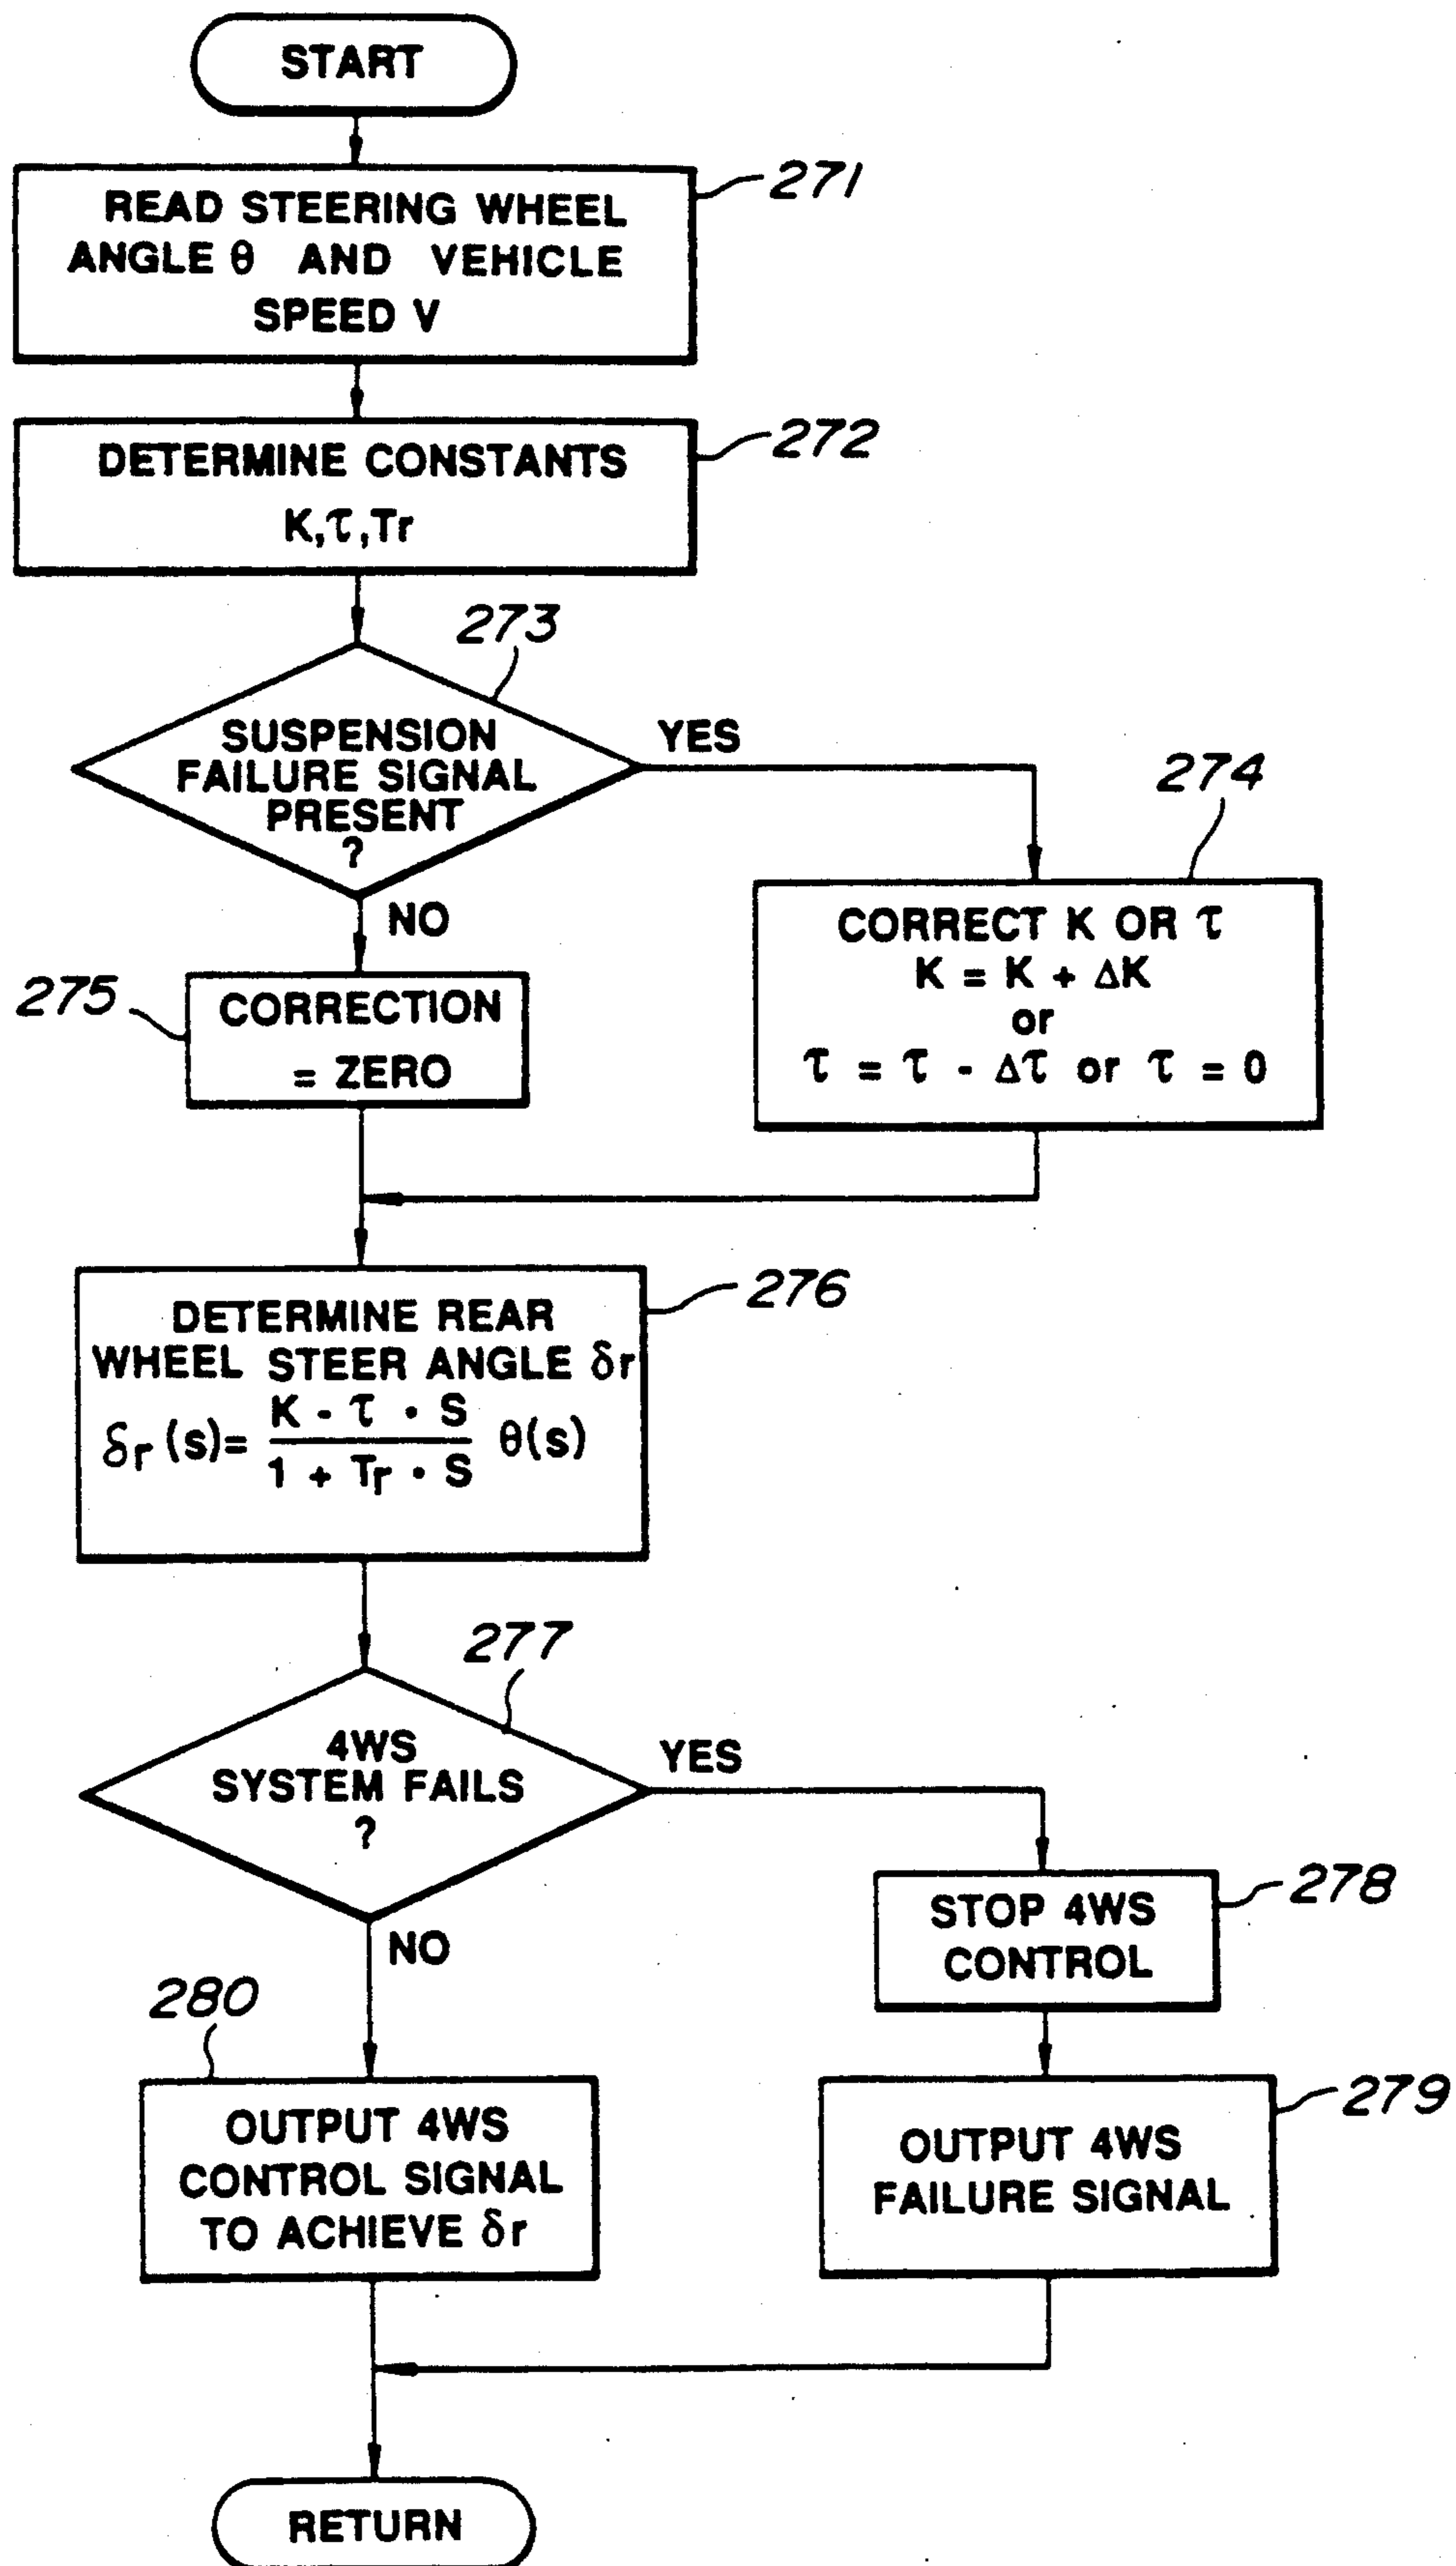 START
271
READ STEERING WHEEL
ANGLE θ AND VEHICLE
SPEED V
272
DETERMINE CONSTANTS
K,τ,Tr
273
SUSPENSION
FAILURE SIGNAL
PRESENT
?
YES
NO
274
CORRECT K OR τ
K = K + ΔK
or
τ = τ - Δτ or τ = 0
275
CORRECTION
= ZERO
276
DETERMINE REAR
WHEEL STEER ANGLE δr
δr (s)= K - τ · S / 1 + Tr · S θ(s)
277
4WS
SYSTEM FAILS
?
YES
NO
278
STOP 4WS
CONTROL
280
OUTPUT 4WS
CONTROL SIGNAL
TO ACHIEVE δr
279
OUTPUT 4WS
FAILURE SIGNAL
RETURN